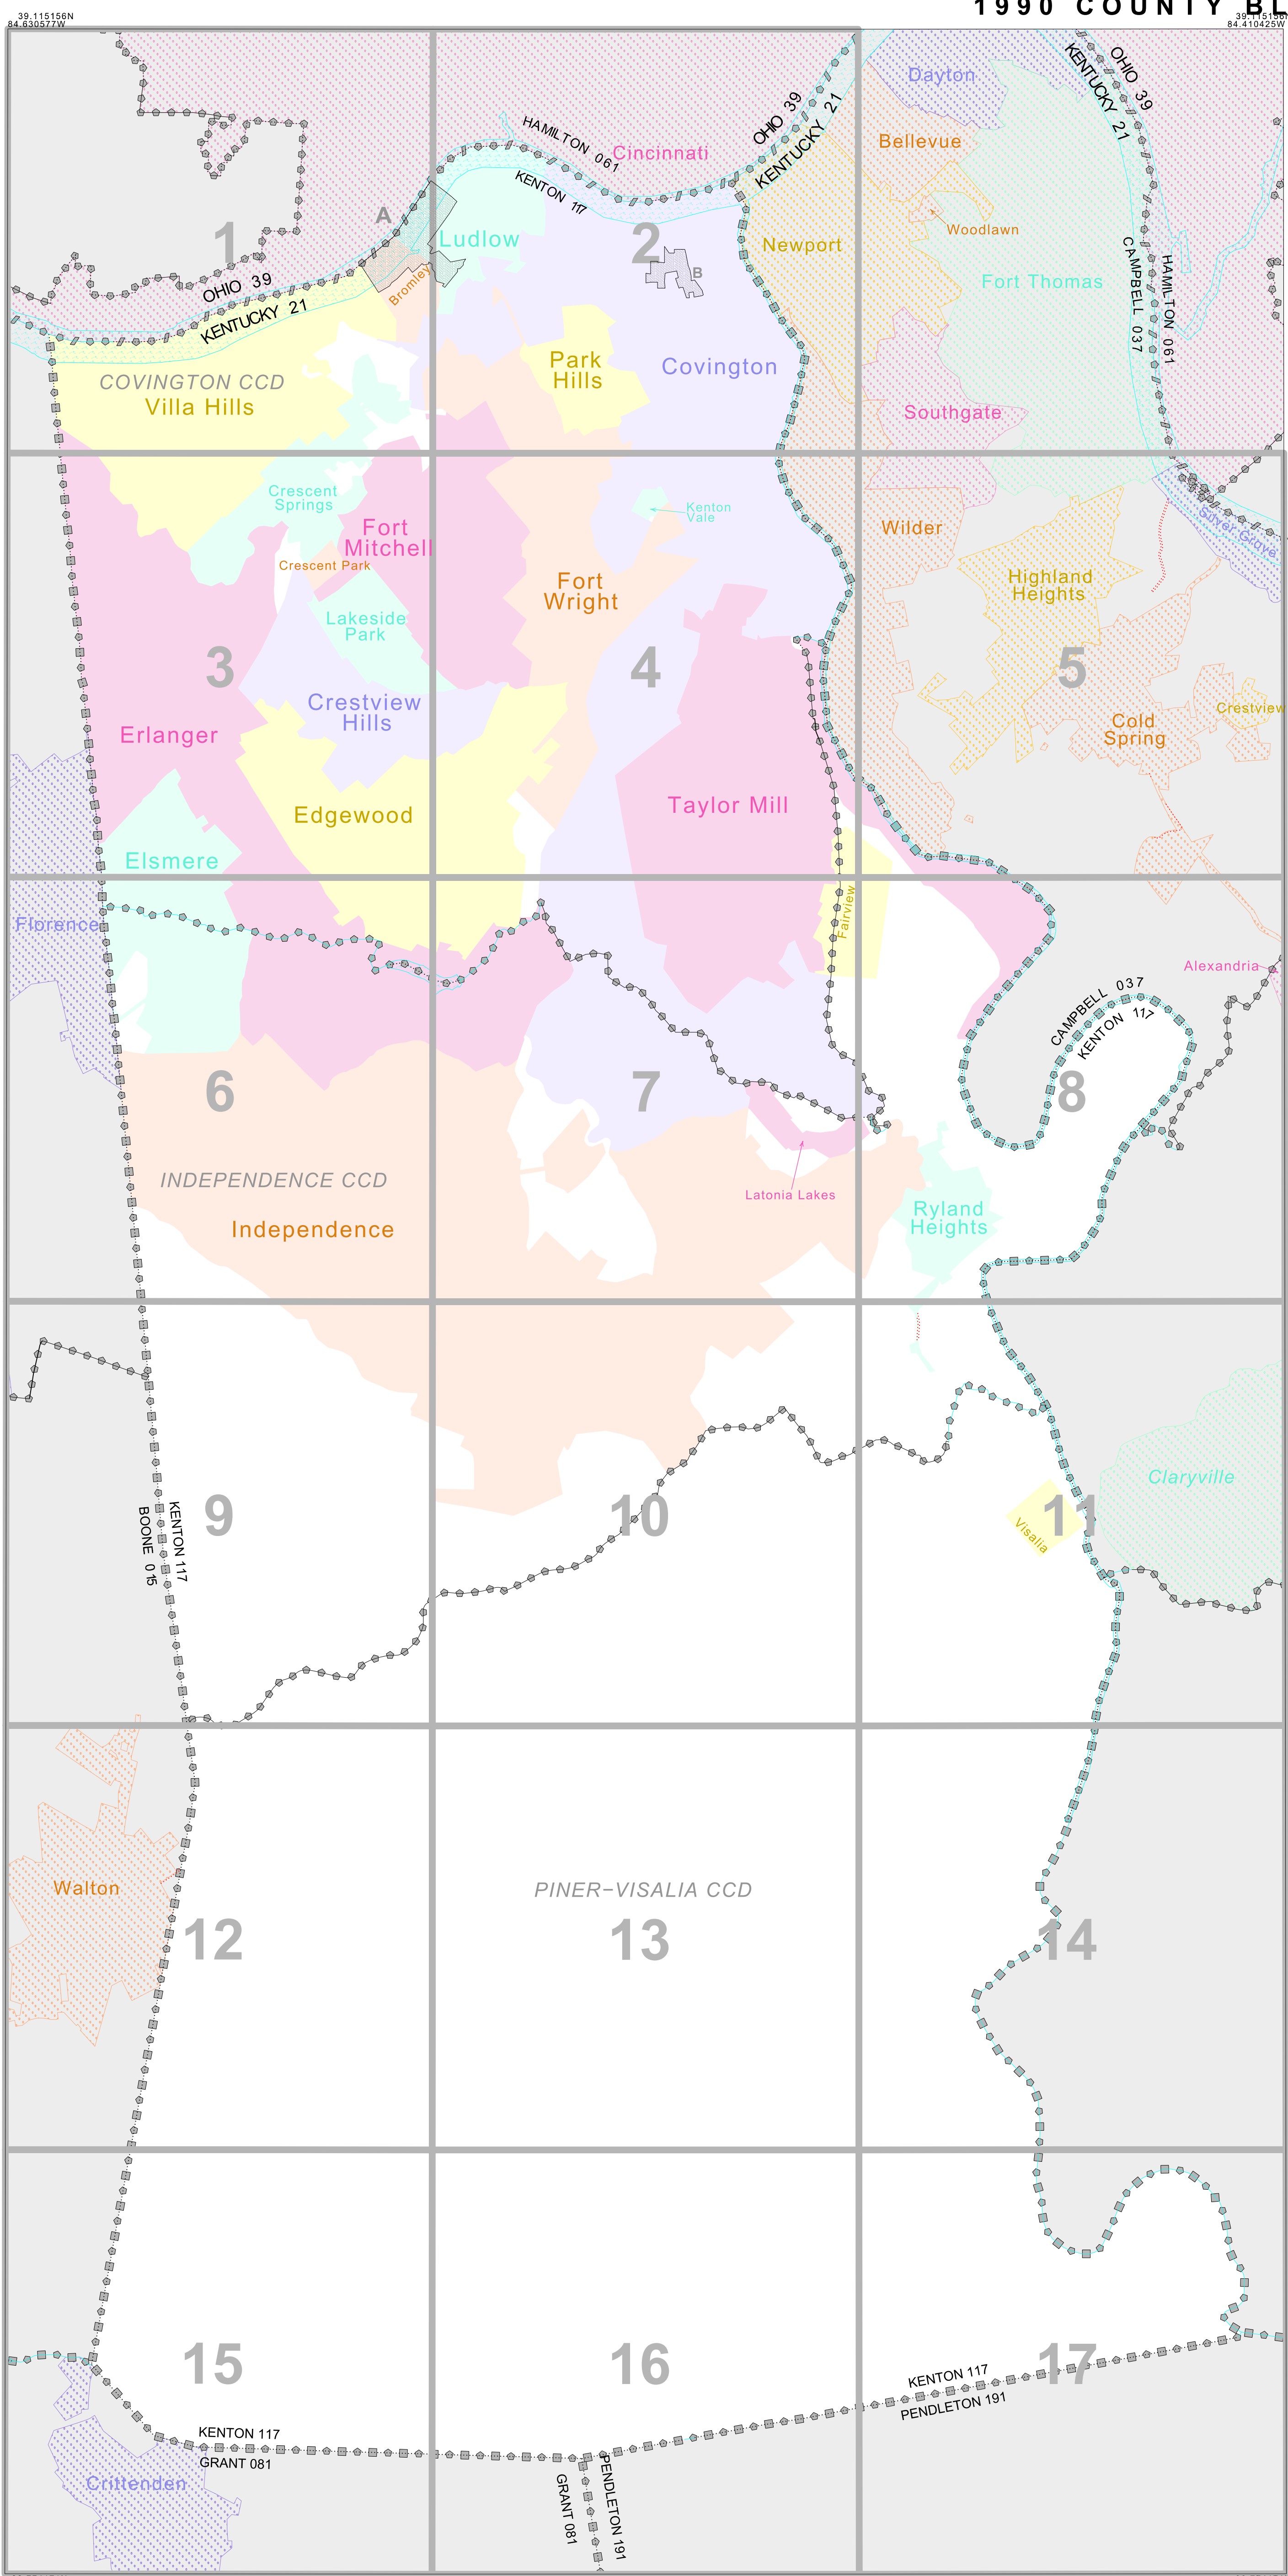 1990 COUNTY BL
39.115156N
84.630577W
39.115156
84.410425W
OHIO 39
KENTUCKY 21
Dayton
HAMILTON 061
Cincinnati
OHIO 39
KENTUCKY 21
Bellevue
KENTON 117
A
1
Ludlow
2
B
Newport
Woodlawn
CAMPBELL 037
HAMILTON 061
Fort Thomas
OHIO 39
KENTUCKY 21
Bromley
COVINGTON CCD
Villa Hills
Park
Hills
Covington
Southgate
Crescent
Springs
Kenton
Vale
Fort
Mitchell
Crescent Park
Wilder
Silver Grove
Fort
Wright
Highland
Heights
Lakeside
Park
3
4
5
Crestview
Hills
Crestview
Erlanger
Cold
Spring
Edgewood
Taylor Mill
Elsmere
Florence
Fairview
Alexandria
CAMPBELL 037
KENTON 117
6
7
8
INDEPENDENCE CCD
Independence
Latonia Lakes
Ryland
Heights
Claryville
9
10
11
KENTON 117
BOONE 015
Visalia
Walton
PINER-VISALIA CCD
12
13
14
15
16
17
KENTON 117
PENDLETON 191
KENTON 117
GRANT 081
Crittenden
GRANT 081
PENDLETON 191